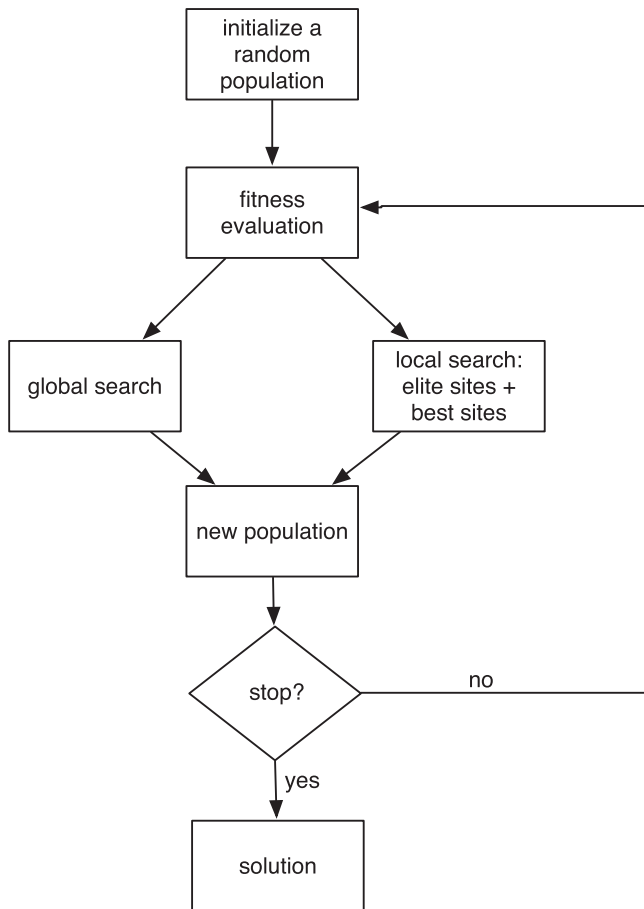 initialize a
random
population
fitness
evaluation
global search
local search:
elite sites +
best sites
new population
stop?
no
yes
solution